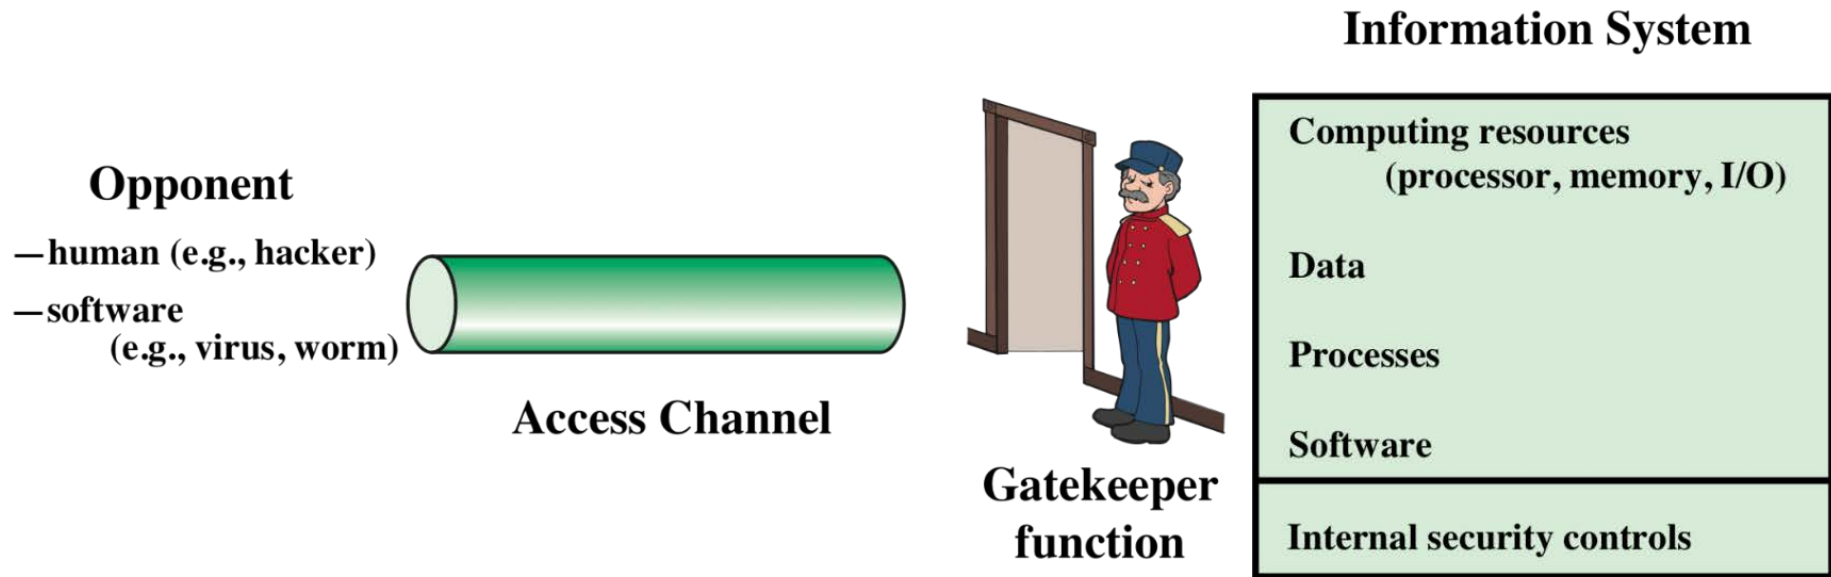 Opponent
—human (e.g., hacker)
—software
(e.g., virus, worm)
Access Channel
Gatekeeper
function
Information System
Computing resources
(processor, memory, I/O)
Data
Processes
Software
Internal security controls